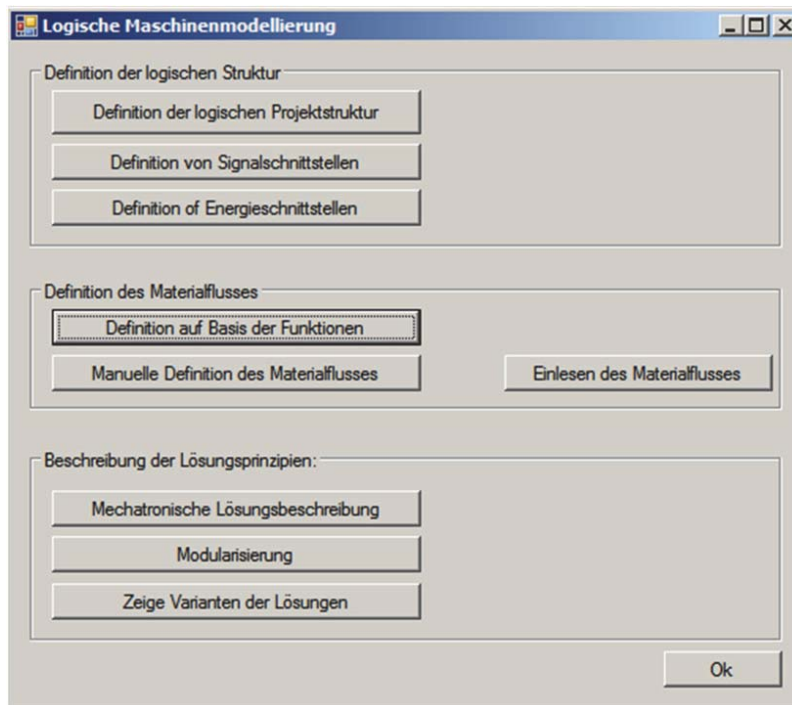 Logische Maschinenmodellierung
Definition der logischen Struktur
Definition der logischen Projektstruktur
Definition von Signalschnittstellen
Definition of Energieschnittstellen
Definition des Materialflusses
Definition auf Basis der Funktionen
Manuelle Definition des Materialflusses
Einlesen des Materialflusses
Beschreibung der Lösungsprinzipien:
Mechatronische Lösungsbeschreibung
Modularisierung
Zeige Varianten der Lösungen
Ok